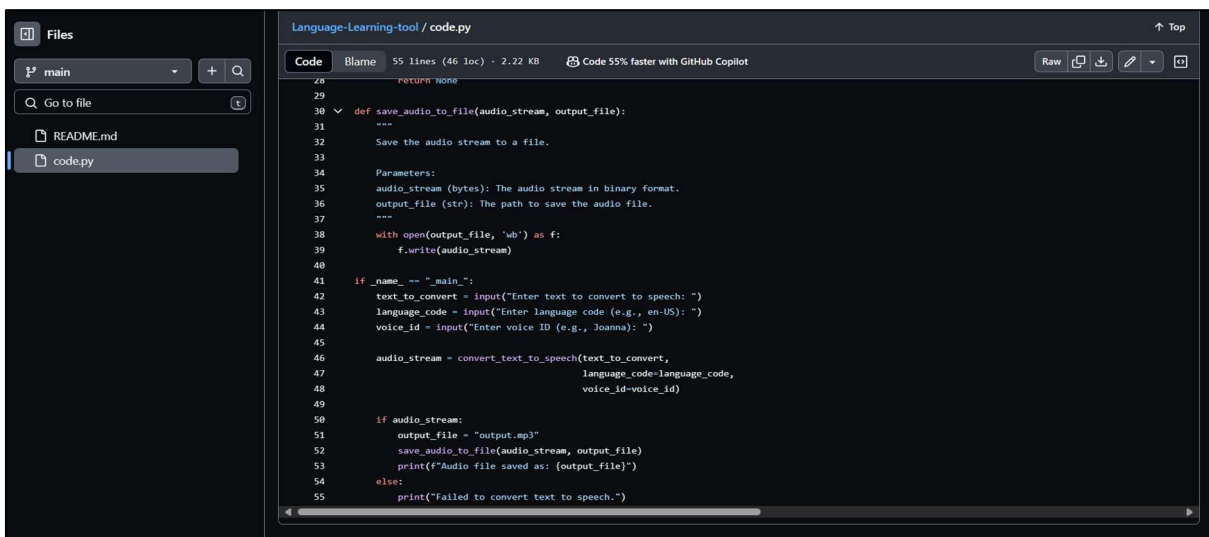 Files
main
Go to file
t
README.md
code.py
Language-Learning-tool / code.py
Top
Code Blame 55 lines (46 loc) · 2.22 KB Code 55% faster with GitHub Copilot
Raw
28 return None
29
30 def save_audio_to_file(audio_stream, output_file):
31 """
32 Save the audio stream to a file.
33
34 Parameters:
35 audio_stream (bytes): The audio stream in binary format.
36 output_file (str): The path to save the audio file.
37 """
38 with open(output_file, 'wb') as f:
39 f.write(audio_stream)
40
41 if _name_ == "_main_":
42 text_to_convert = input("Enter text to convert to speech: ")
43 language_code = input("Enter language code (e.g., en-US): ")
44 voice_id = input("Enter voice ID (e.g., Joanna): ")
45
46 audio_stream = convert_text_to_speech(text_to_convert,
47 language_code=language_code,
48 voice_id=voice_id)
49
50 if audio_stream:
51 output_file = "output.mp3"
52 save_audio_to_file(audio_stream, output_file)
53 print(f"Audio file saved as: {output_file}")
54 else:
55 print("Failed to convert text to speech.")